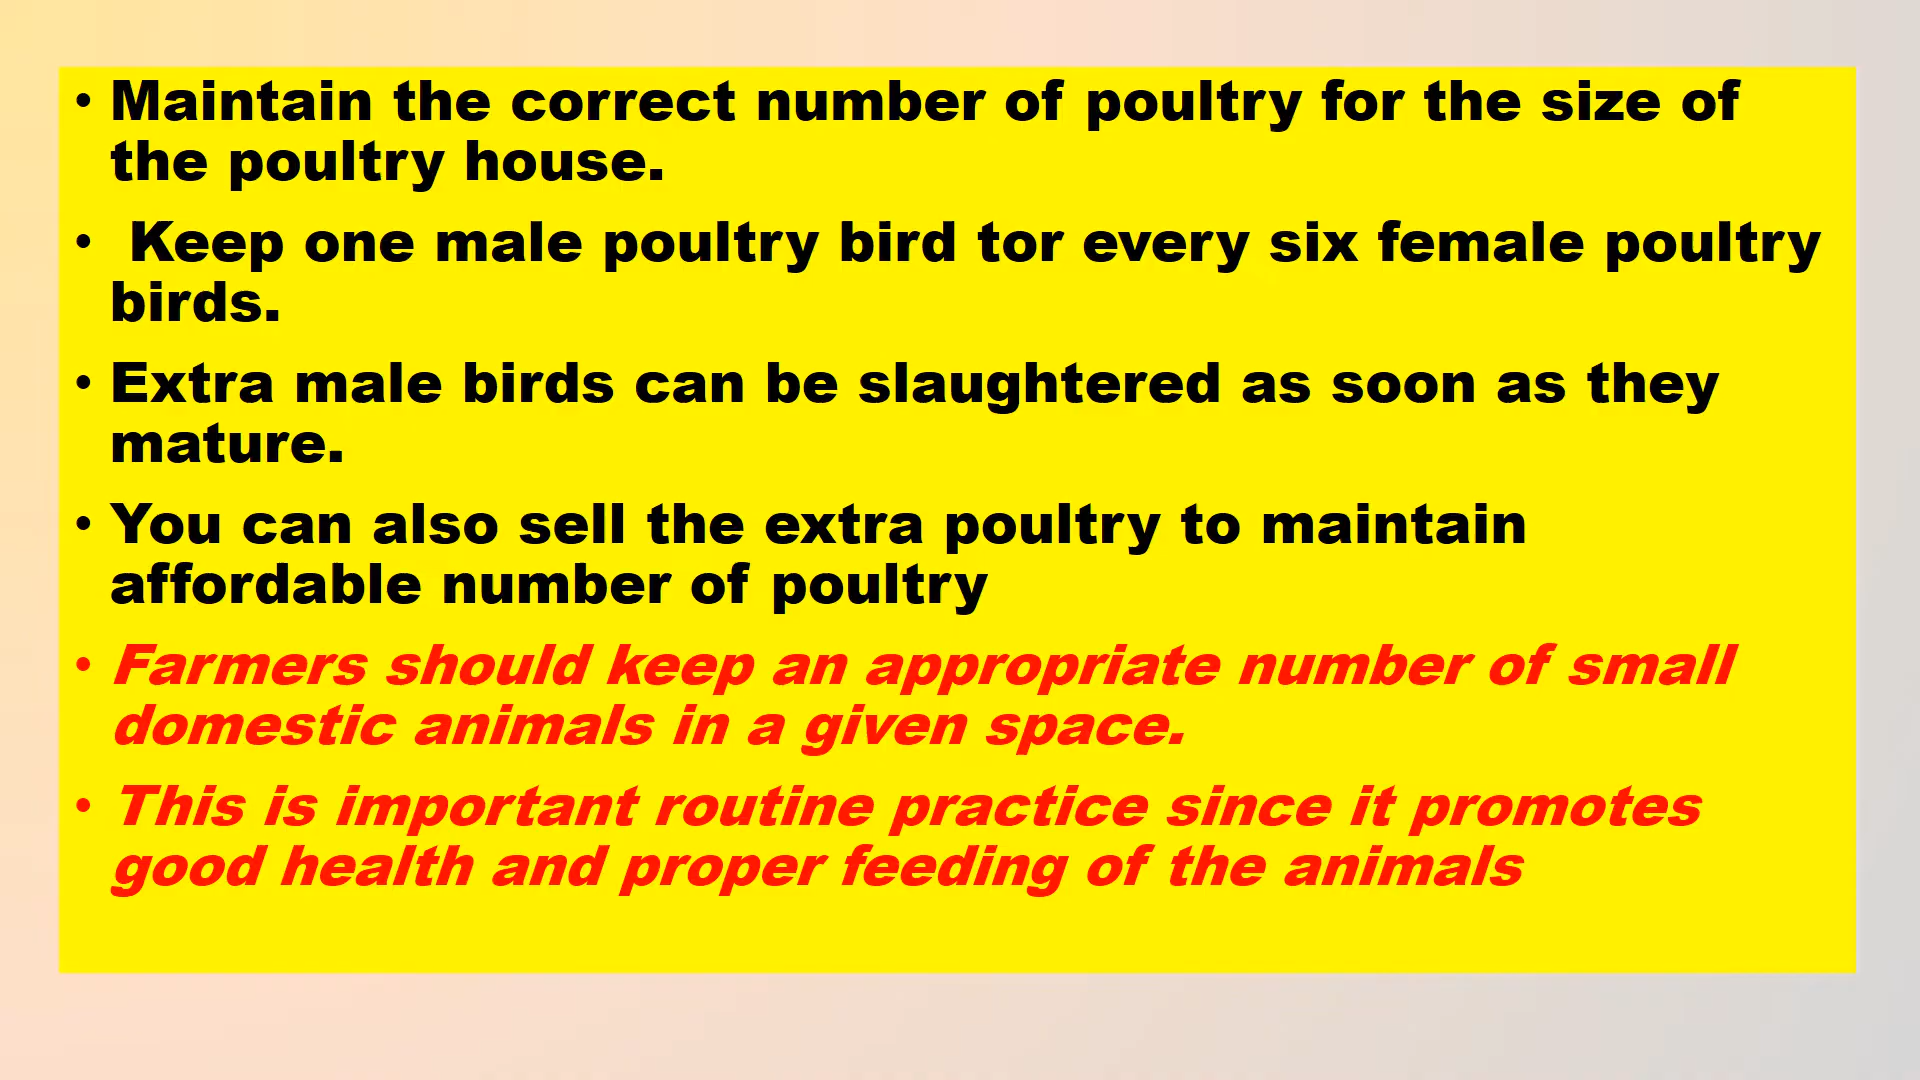 • Maintain the correct number of poultry for the size of
the poultry house.
• Keep one male poultry bird tor every six female poultry
birds.
• Extra male birds can be slaughtered as soon as they
mature.
• You can also sell the extra poultry to maintain
affordable number of poultry
• Farmers should keep an appropriate number of small
domestic animals in a given space.
• This is important routine practice since it promotes
good health and proper feeding of the animals